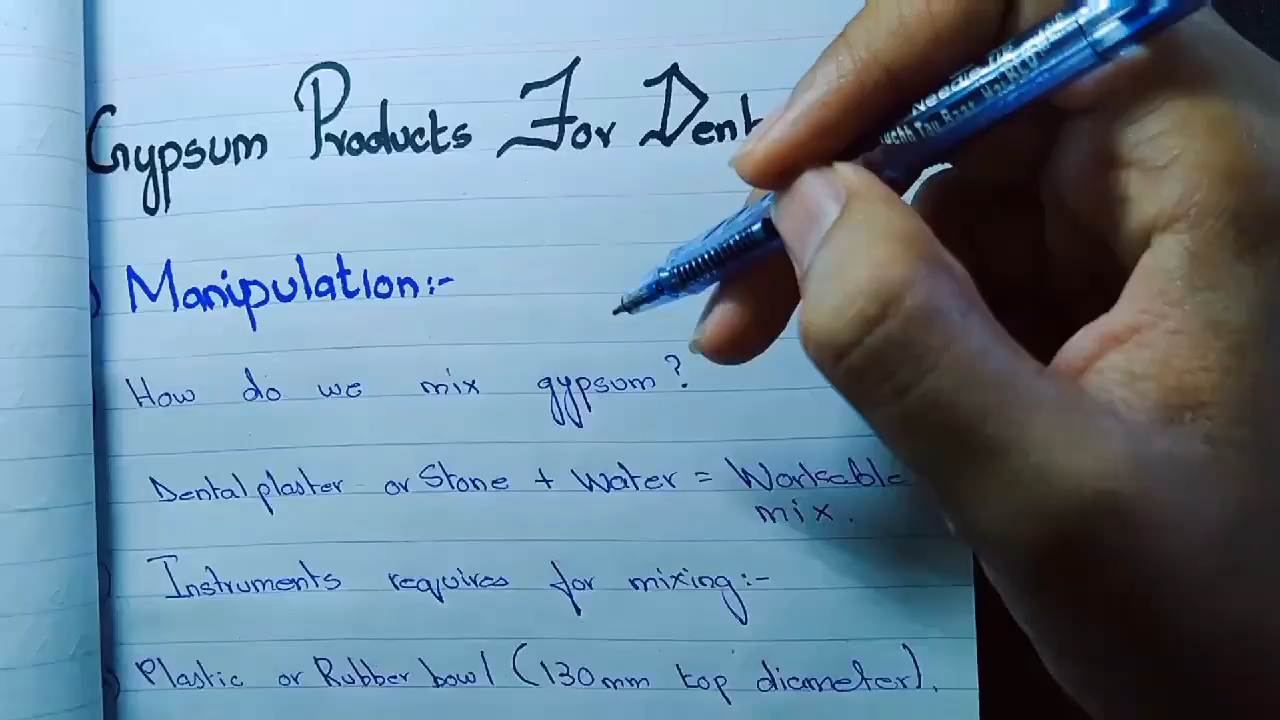 Gypsum Products For Dent
Manipulation:-
How do we mix gypsum?
Dental plaster or Stone + Water = Workable
mix.
Instruments requires for mixing:-
Plastic or Rubber bowl (130mm top diameter).